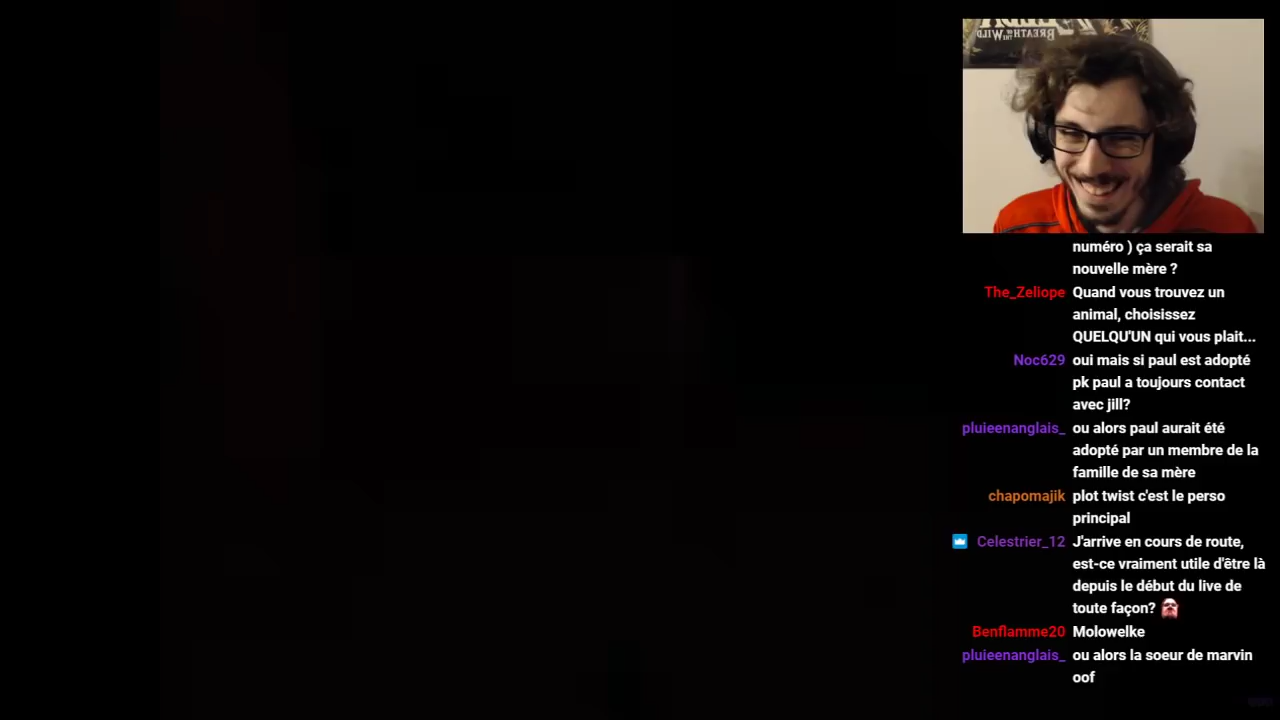 BREATH OF THE WILD
numéro ) ça serait sa
nouvelle mère ?
The_Zeliope Quand vous trouvez un
animal, choisissez
QUELQU'UN qui vous plait...
Noc629 oui mais si paul est adopté
pk paul a toujours contact
avec jill?
pluieenanglais_ ou alors paul aurait été
adopté par un membre de la
famille de sa mère
chapomajik plot twist c'est le perso
principal
Celestrier_12 J'arrive en cours de route,
est-ce vraiment utile d'être là
depuis le début du live de
toute façon?
Benflamme20 Molowelke
pluieenanglais_ ou alors la soeur de marvin
oof